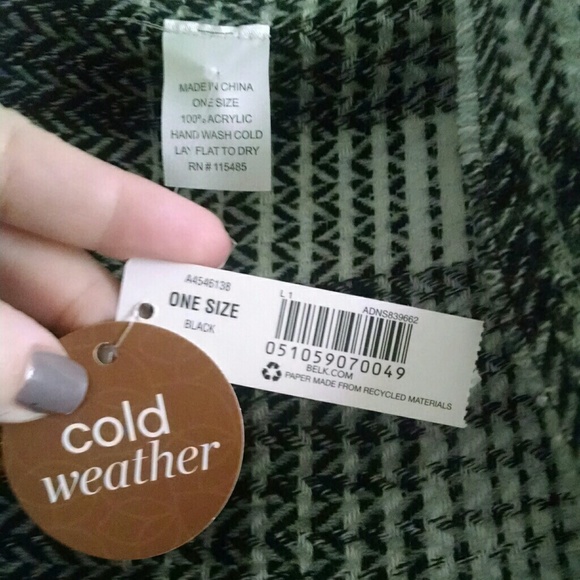 MADE IN CHINA
ONE SIZE
100% ACRYLIC
HAND WASH COLD
LAY FLAT TO DRY
RN # 115485
A4546138
ONE SIZE
BLACK
L 1
ADNS839662
051059070049
BELK.COM
PAPER MADE FROM RECYCLED MATERIALS
cold
weather